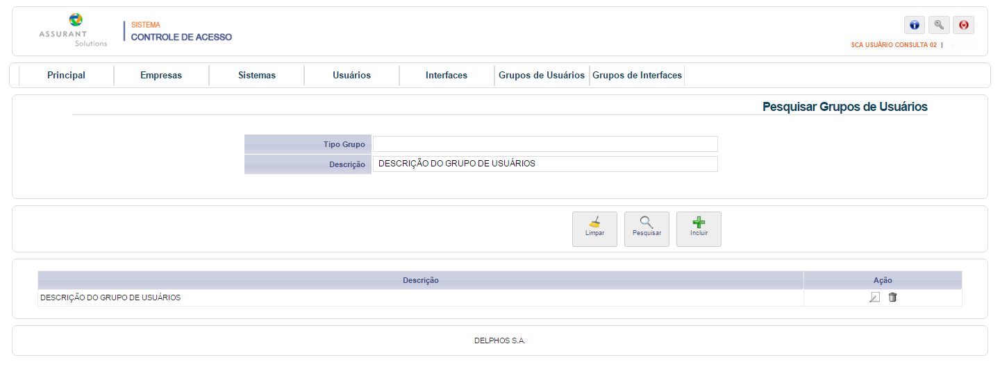 ASSURANT
Solutions
SISTEMA
CONTROLE DE ACESSO
SCA USUÁRIO CONSULTA 02 |
Principal Empresas Sistemas Usuários Interfaces Grupos de Usuários Grupos de Interfaces
Pesquisar Grupos de Usuários
Tipo Grupo
Descrição DESCRIÇÃO DO GRUPO DE USUÁRIOS
Limpar Pesquisar Incluir
Descrição Ação
DESCRIÇÃO DO GRUPO DE USUÁRIOS
DELPHOS S.A.